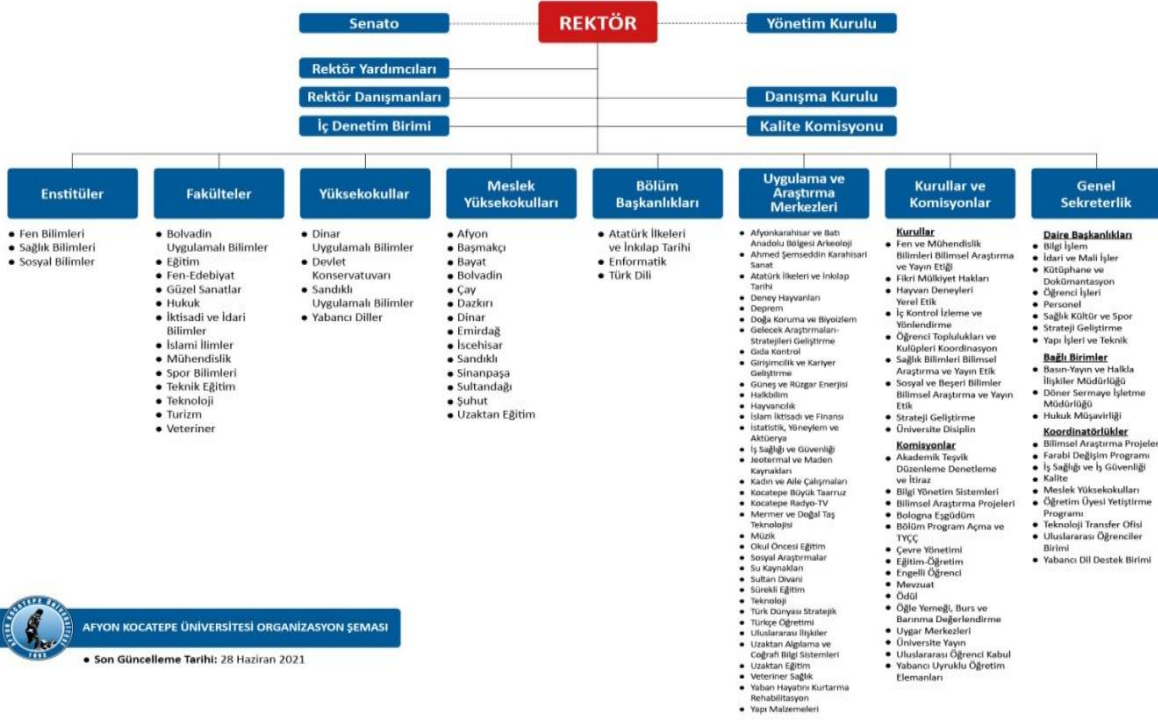 Senato
REKTÖR
Yönetim Kurulu
Rektör Yardımcıları
Rektör Danışmanları
Danışma Kurulu
İç Denetim Birimi
Kalite Komisyonu
Enstitüler
• Fen Bilimleri
• Sağlık Bilimleri
• Sosyal Bilimler
Fakülteler
• Bolvadin
Uygulamalı Bilimler
• Eğitim
• Fen-Edebiyat
• Güzel Sanatlar
• Hukuk
• İktisadi ve İdari
Bilimler
• İslami İlimler
• Mühendislik
• Spor Bilimleri
• Teknik Eğitim
• Teknoloji
• Turizm
• Veteriner
Yüksekokullar
• Dinar
Uygulamalı Bilimler
• Devlet
Konservatuvarı
• Sandıklı
Uygulamalı Bilimler
• Yabancı Diller
Meslek
Yüksekokulları
• Afyon
• Başmakçı
• Bayat
• Bolvadin
• Çay
• Dazkırı
• Dinar
• Emirdağ
• İscehisar
• Sandıklı
• Sinanpaşa
• Sultandağı
• Şuhut
• Uzaktan Eğitim
Bölüm
Başkanlıkları
• Atatürk İlkeleri
ve İnkılap Tarihi
• Enformatik
• Türk Dili
Uygulama ve
Araştırma
Merkezleri
• Afyonkarahisar ve Batı
Anadolu Bölgesi Arkeoloji
• Ahmed Şemseddin Karahisari
Sanat
• Atatürk İlkeleri ve İnkılap
Tarihi
• Deney Hayvanları
• Deprem
• Doğa Koruma ve Biyoizlem
• Gelecek Araştırmaları-
Stratejileri Geliştirme
• Gıda Kontrol
• Girişimcilik ve Kariyer
Geliştirme
• Güneş ve Rüzgar Enerjisi
• Halkbilim
• Hayvancılık
• İslam İktisadı ve Finansı
• İstatistik, Yöneylem ve
Aktüerya
• İş Sağlığı ve Güvenliği
• Jeotermal ve Maden
Kaynakları
• Kadın ve Aile Çalışmaları
• Kocatepe Büyük Taarruz
• Kocatepe Radyo-TV
• Mermer ve Doğal Taş
Teknolojisi
• Müzik
• Okul Öncesi Eğitim
• Sosyal Araştırmalar
• Su Kaynakları
• Sultan Divani
• Sürekli Eğitim
• Teknoloji
• Türk Dünyası Stratejik
• Türkçe Öğretimi
• Uluslararası İlişkiler
• Uzaktan Algılama ve
Coğrafi Bilgi Sistemleri
• Uzaktan Eğitim
• Veteriner Sağlık
• Yaban Hayatını Kurtarma
Rehabilitasyon
• Yapı Malzemeleri
Kurullar ve
Komisyonlar
Kurullar
• Fen ve Mühendislik
Bilimleri Bilimsel Araştırma
ve Yayın Etiği
• Fikri Mülkiyet Hakları
• Hayvan Deneyleri
Yerel Etik
• İç Kontrol İzleme ve
Yönlendirme
• Öğrenci Toplulukları ve
Kulüpleri Koordinasyon
• Sağlık Bilimleri Bilimsel
Araştırma ve Yayın Etik
• Sosyal ve Beşeri Bilimler
Bilimsel Araştırma ve Yayın
Etik
• Strateji Geliştirme
• Üniversite Disiplin
Komisyonlar
• Akademik Teşvik
Düzenleme Denetleme
ve İtiraz
• Bilgi Yönetim Sistemleri
• Bilimsel Araştırma Projeleri
• Bologna Eşgüdüm
• Bölüm Program Açma ve
TYÇÇ
• Çevre Yönetimi
• Eğitim-Öğretim
• Engelli Öğrenci
• Mevzuat
• Ödül
• Öğle Yemeği, Burs ve
Barınma Değerlendirme
• Uygar Merkezleri
• Üniversite Yayın
• Uluslararası Öğrenci Kabul
• Yabancı Uyruklu Öğretim
Elemanları
Genel
Sekreterlik
Daire Başkanlıkları
• Bilgi İşlem
• İdari ve Mali İşler
• Kütüphane ve
Dokümantasyon
• Öğrenci İşleri
• Personel
• Sağlık Kültür ve Spor
• Strateji Geliştirme
• Yapı İşleri ve Teknik
Bağlı Birimler
• Basın-Yayın ve Halkla
İlişkiler Müdürlüğü
• Döner Sermaye İşletme
Müdürlüğü
• Hukuk Müşavirliği
Koordinatörlükler
• Bilimsel Araştırma Projeler
• Farabi Değişim Programı
• İş Sağlığı ve İş Güvenliği
• Kalite
• Meslek Yüksekokulları
• Öğretim Üyesi Yetiştirme
Programı
• Teknoloji Transfer Ofisi
• Uluslararası Öğrenciler
Birimi
• Yabancı Dil Destek Birimi
AFYON KOCATEPE ÜNİVERSİTESİ
1992
AFYON KOCATEPE ÜNİVERSİTESİ ORGANİZASYON ŞEMASI
• Son Güncelleme Tarihi: 28 Haziran 2021